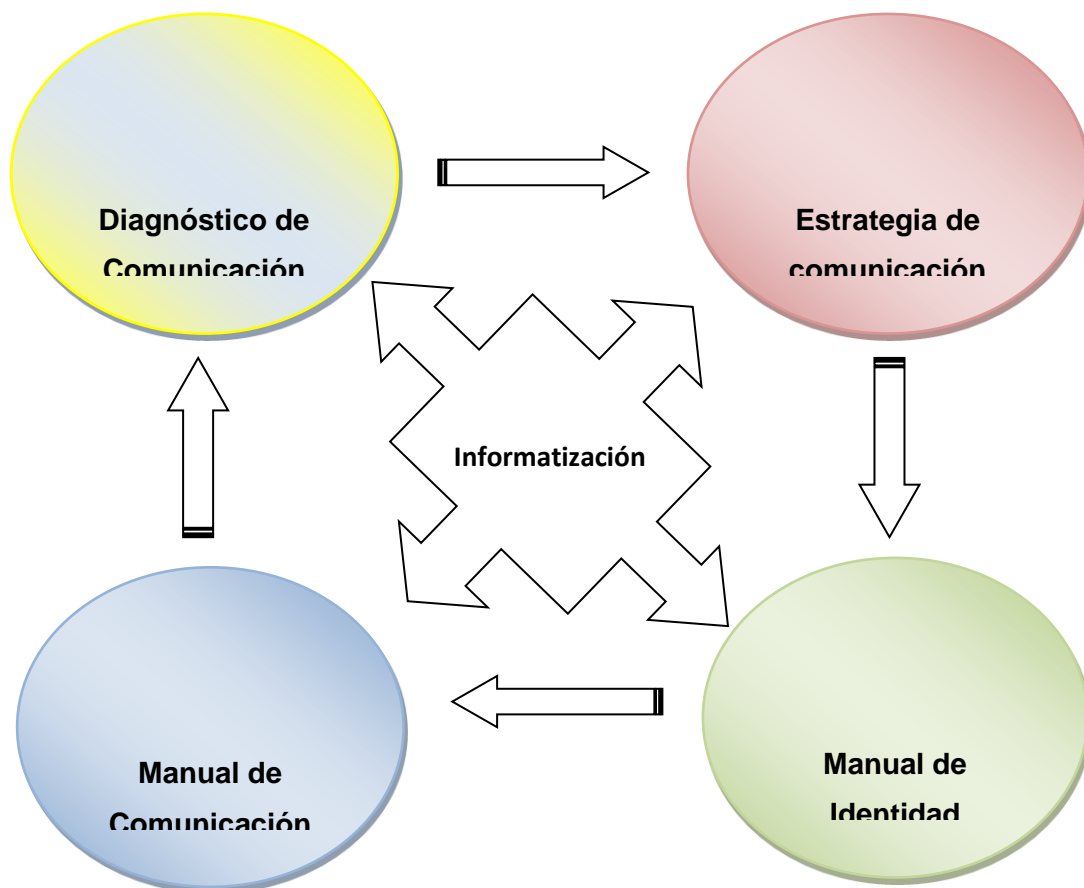 Diagnóstico de
Comunicación
Estrategia de
comunicación
Informatización
Manual de
Comunicación
Manual de
Identidad